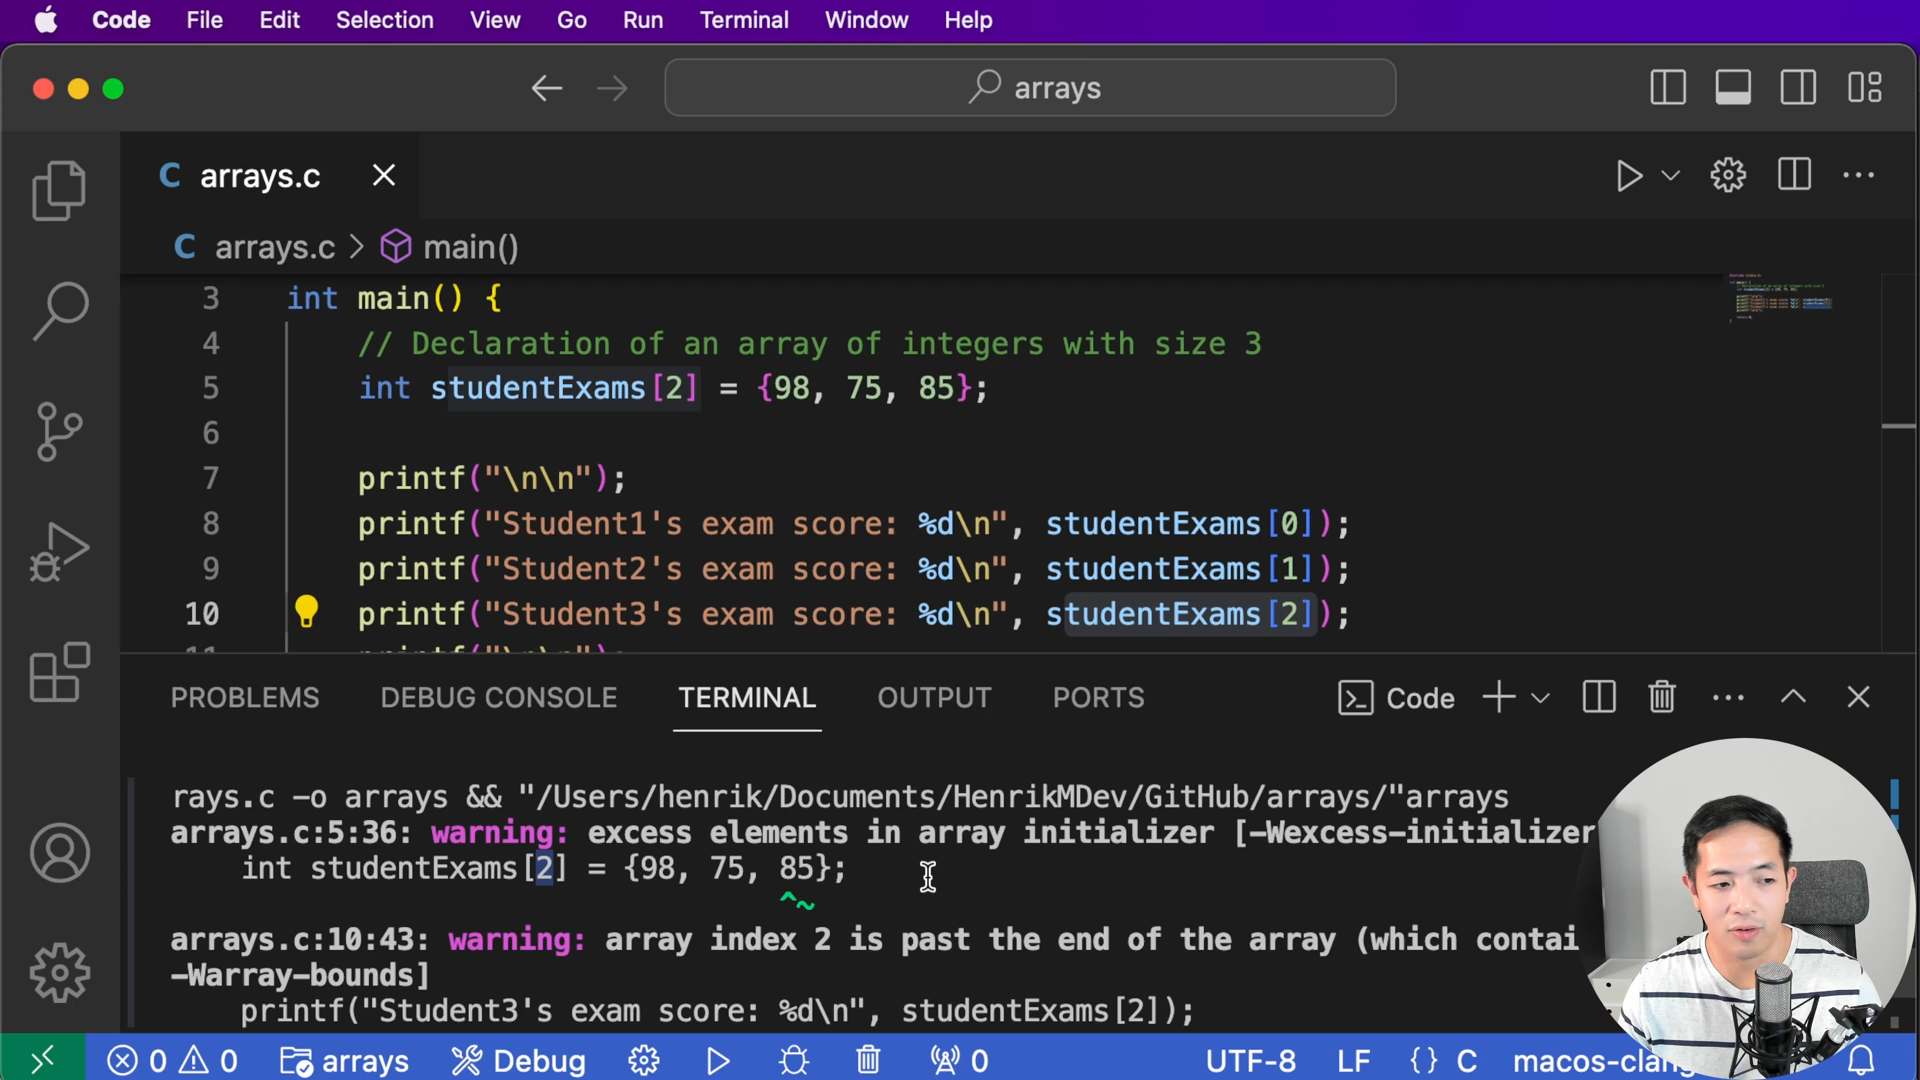 Code File Edit Selection View Go Run Terminal Window Help
arrays
C arrays.c
C arrays.c > main()
3 int main() {
4 // Declaration of an array of integers with size 3
5 int studentExams[2] = {98, 75, 85};
6
7 printf("\n\n");
8 printf("Student1's exam score: %d\n", studentExams[0]);
9 printf("Student2's exam score: %d\n", studentExams[1]);
10 printf("Student3's exam score: %d\n", studentExams[2]);
11 printf("\n\n");
PROBLEMS DEBUG CONSOLE TERMINAL OUTPUT PORTS Code
rays.c -o arrays && "/Users/henrik/Documents/HenrikMDev/GitHub/arrays/"arrays
arrays.c:5:36: warning: excess elements in array initializer [-Wexcess-initializer
int studentExams[2] = {98, 75, 85};
^~
arrays.c:10:43: warning: array index 2 is past the end of the array (which contai
-Warray-bounds]
printf("Student3's exam score: %d\n", studentExams[2]);
0 0 arrays Debug 0 UTF-8 LF {} C macos-clang